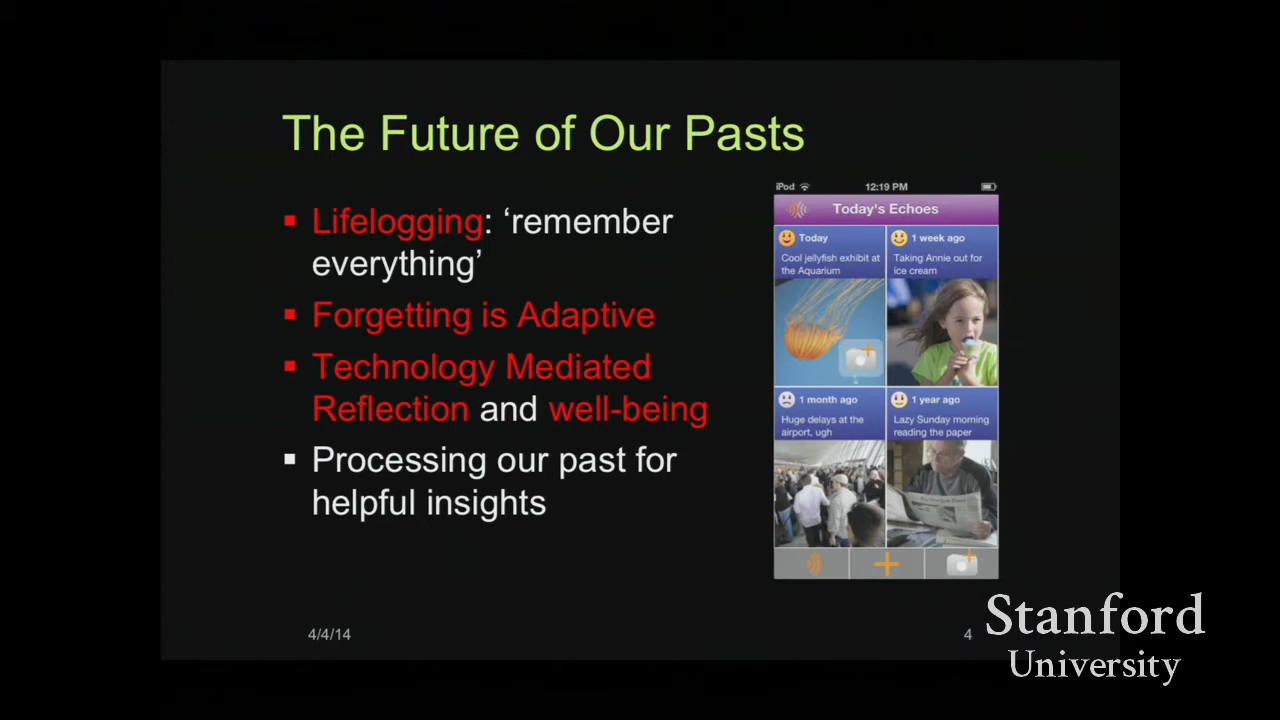 The Future of Our Pasts
▪ Lifelogging: ‘remember
everything’
▪ Forgetting is Adaptive
▪ Technology Mediated
Reflection and well-being
▪ Processing our past for
helpful insights
iPod 12:19 PM
Today's Echoes
Today
Cool jellyfish exhibit at
the Aquarium
1 week ago
Taking Annie out for
ice cream
1 month ago
Huge delays at the
airport, ugh
1 year ago
Lazy Sunday morning
reading the paper
4/4/14
4
Stanford
University